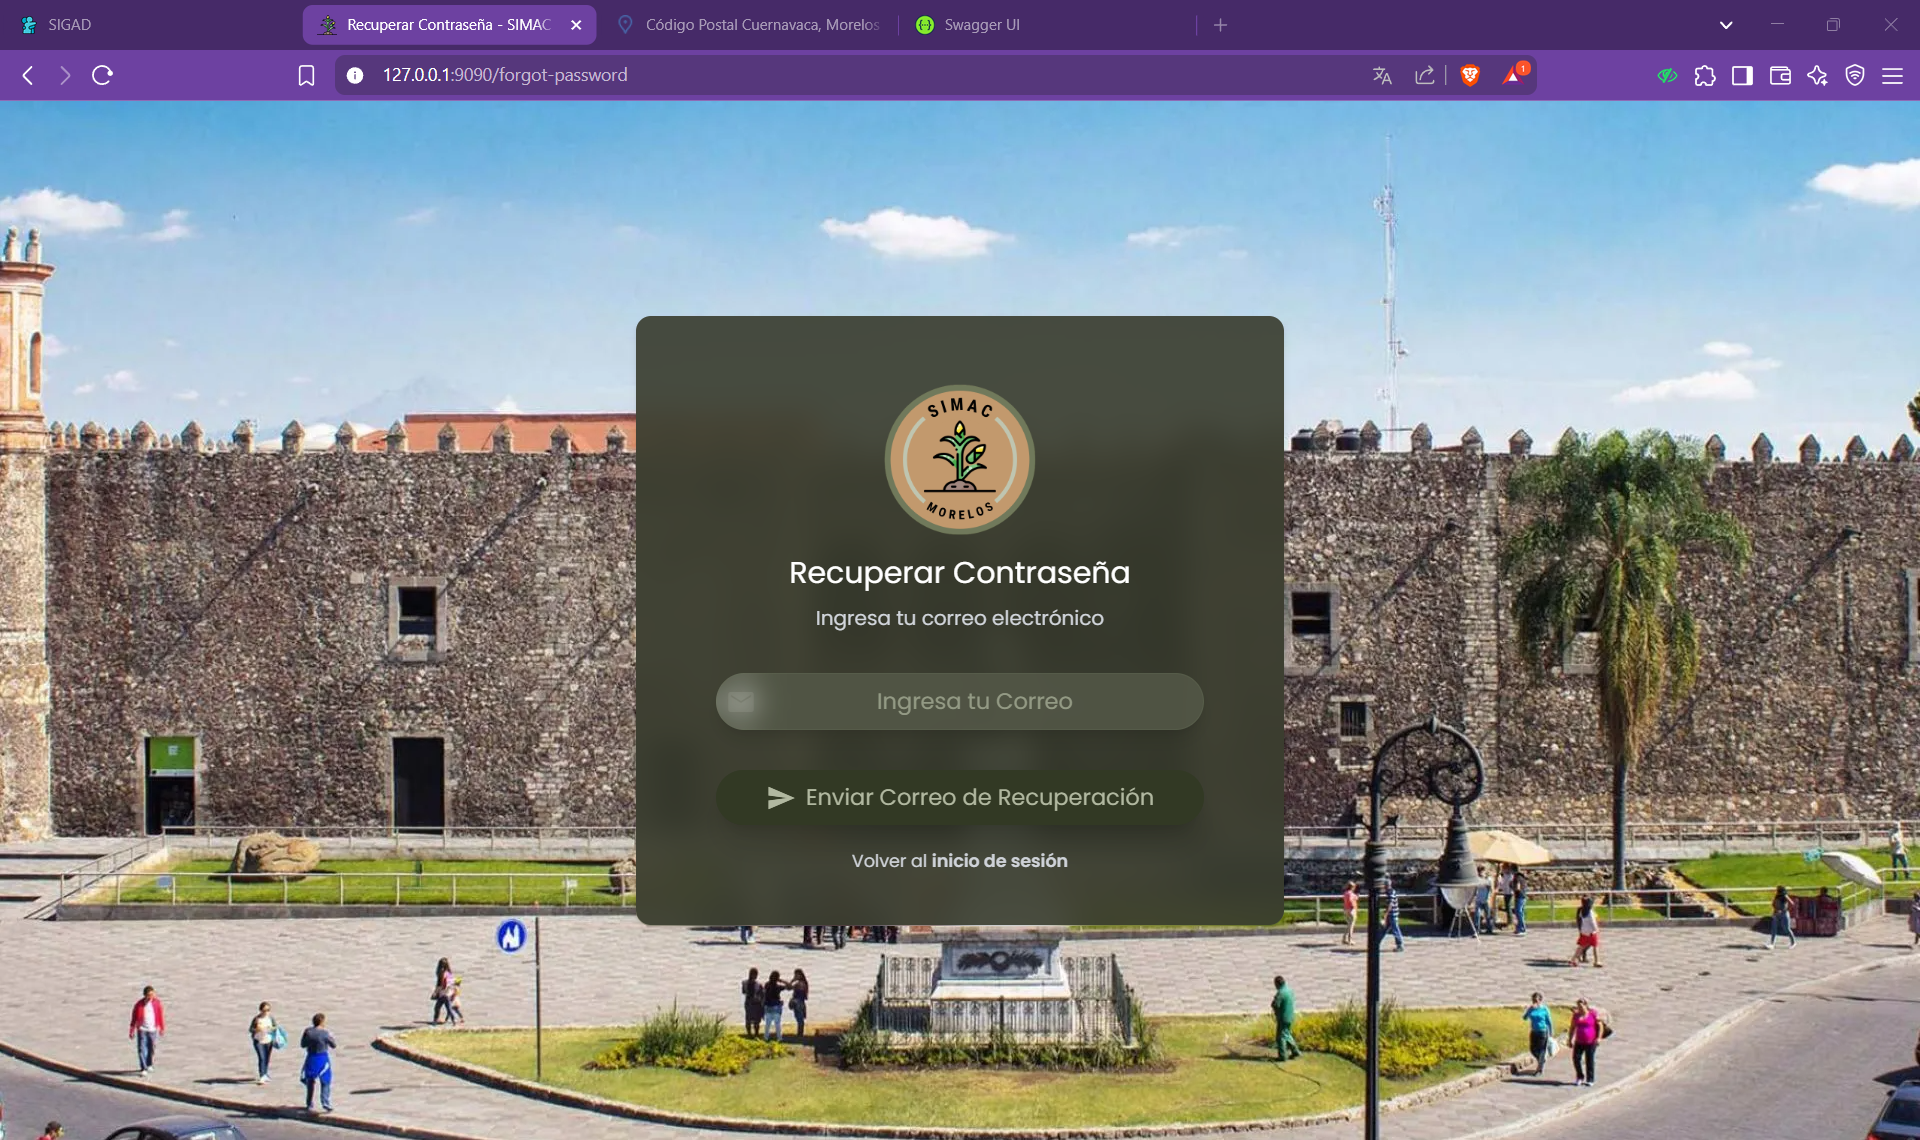 SIGAD
Recuperar Contraseña - SIMAC
Código Postal Cuernavaca, Morelos
Swagger UI
127.0.0.1:9090/forgot-password
1
SIMAC
MORELOS
Recuperar Contraseña
Ingresa tu correo electrónico
Ingresa tu Correo
Enviar Correo de Recuperación
Volver al inicio de sesión